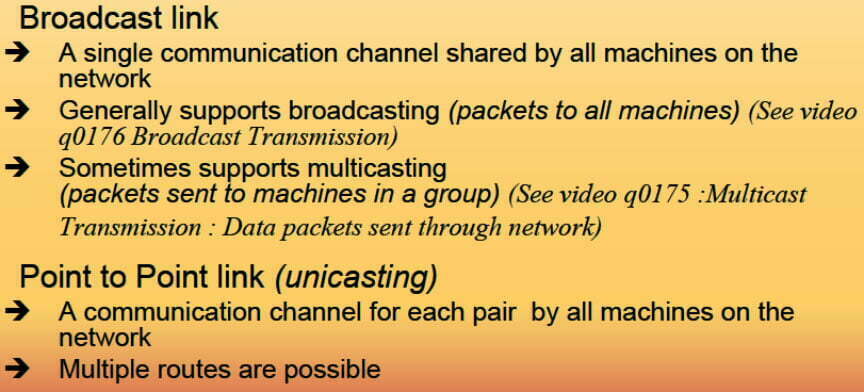 Broadcast link
➔ A single communication channel shared by all machines on the
network
➔ Generally supports broadcasting (packets to all machines) (See video
q0176 Broadcast Transmission)
➔ Sometimes supports multicasting
(packets sent to machines in a group) (See video q0175 :Multicast
Transmission : Data packets sent through network)
Point to Point link (unicasting)
➔ A communication channel for each pair  by all machines on the
network
➔ Multiple routes are possible